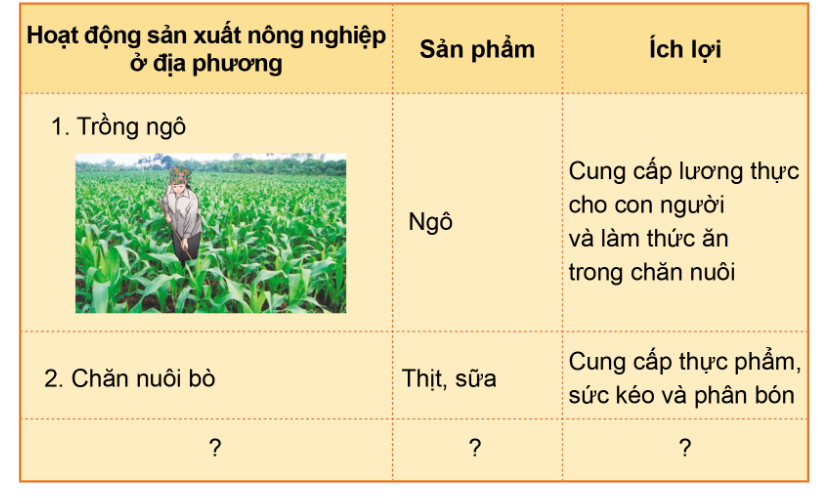 Hoạt động sản xuất nông nghiệp
ở địa phương
Sản phẩm
Ích lợi
1. Trồng ngô
Ngô
Cung cấp lương thực
cho con người
và làm thức ăn
trong chăn nuôi
2. Chăn nuôi bò
Thịt, sữa
Cung cấp thực phẩm,
sức kéo và phân bón
?
?
?